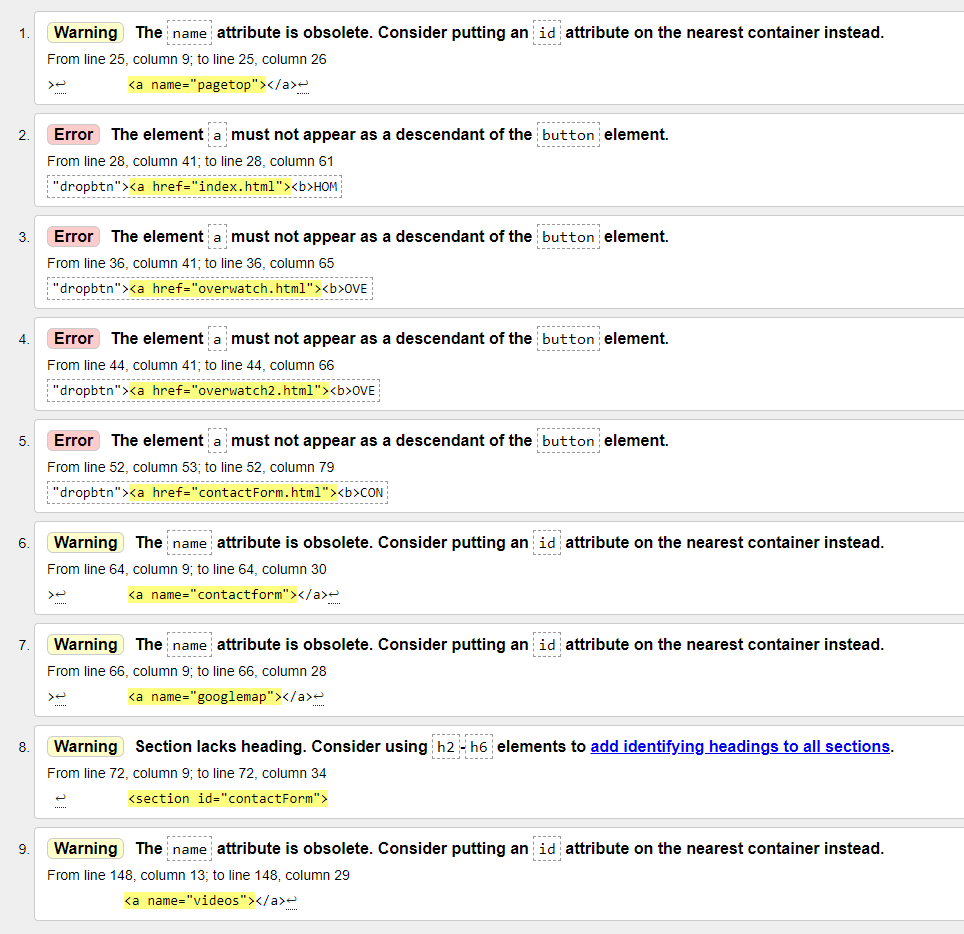 1. Warning The name attribute is obsolete. Consider putting an id attribute on the nearest container instead.
From line 25, column 9; to line 25, column 26
>↩ <a name="pagetop"></a>↩
2. Error The element a must not appear as a descendant of the button element.
From line 28, column 41; to line 28, column 61
"dropbtn"><a href="index.html"><b>HOM
3. Error The element a must not appear as a descendant of the button element.
From line 36, column 41; to line 36, column 65
"dropbtn"><a href="overwatch.html"><b>OVE
4. Error The element a must not appear as a descendant of the button element.
From line 44, column 41; to line 44, column 66
"dropbtn"><a href="overwatch2.html"><b>OVE
5. Error The element a must not appear as a descendant of the button element.
From line 52, column 53; to line 52, column 79
"dropbtn"><a href="contactForm.html"><b>CON
6. Warning The name attribute is obsolete. Consider putting an id attribute on the nearest container instead.
From line 64, column 9; to line 64, column 30
>↩ <a name="contactform"></a>↩
7. Warning The name attribute is obsolete. Consider putting an id attribute on the nearest container instead.
From line 66, column 9; to line 66, column 28
>↩ <a name="googlemap"></a>↩
8. Warning Section lacks heading. Consider using h2-h6 elements to add identifying headings to all sections.
From line 72, column 9; to line 72, column 34
↩ <section id="contactForm">
9. Warning The name attribute is obsolete. Consider putting an id attribute on the nearest container instead.
From line 148, column 13; to line 148, column 29
<a name="videos"></a>↩